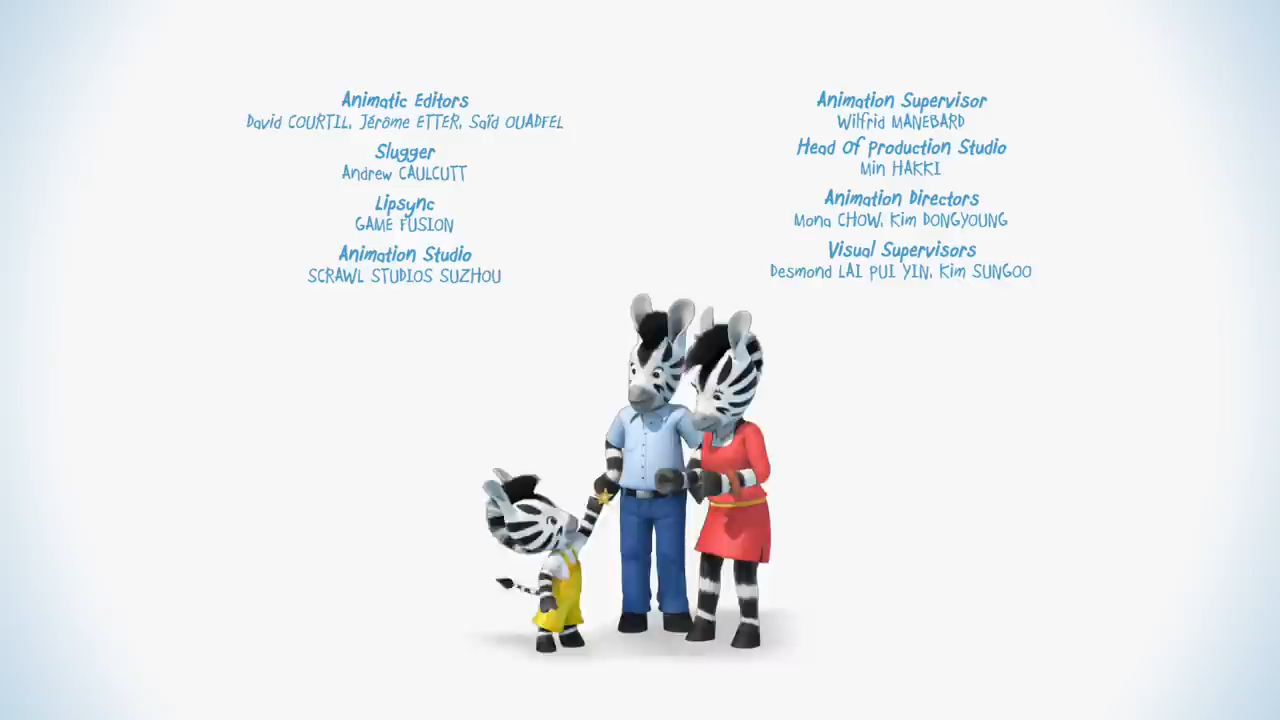 Animatic Editors
David COURTIL, Jérôme ETTER, Saïd OUADFEL
Slugger
Andrew CAULCUTT
Lipsync
GAME FUSION
Animation Studio
SCRAWL STUDIOS SUZHOU
Animation Supervisor
Wilfrid MANEBARD
Head Of Production Studio
Min HAKKI
Animation Directors
Mona CHOW, Kim DONGYOUNG
Visual Supervisors
Desmond LAI PUI YIN, Kim SUNGOO